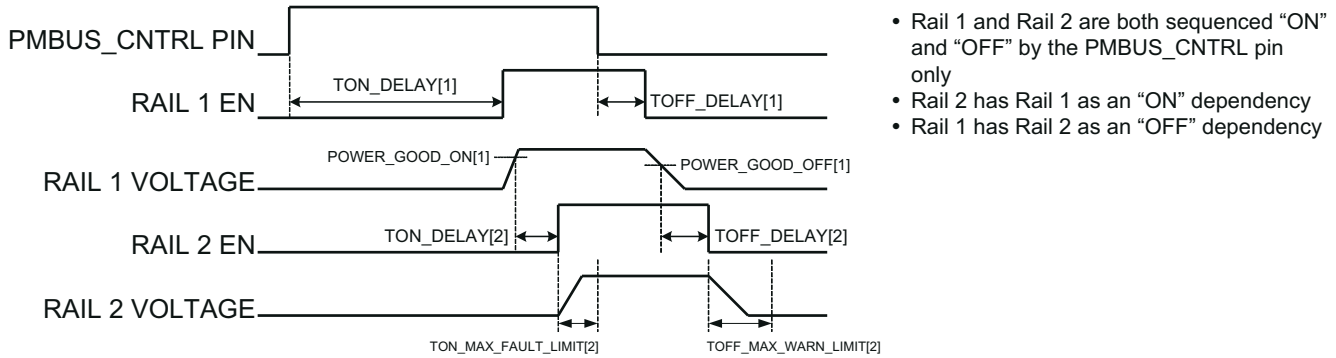 PMBUS_CNTRL PIN
RAIL 1 EN
TON_DELAY[1]
TOFF_DELAY[1]
RAIL 1 VOLTAGE
POWER_GOOD_ON[1]
POWER_GOOD_OFF[1]
RAIL 2 EN
TON_DELAY[2]
TOFF_DELAY[2]
RAIL 2 VOLTAGE
TON_MAX_FAULT_LIMIT[2]
TOFF_MAX_WARN_LIMIT[2]
• Rail 1 and Rail 2 are both sequenced “ON”
and “OFF” by the PMBUS_CNTRL pin
only
• Rail 2 has Rail 1 as an “ON” dependency
• Rail 1 has Rail 2 as an “OFF” dependency